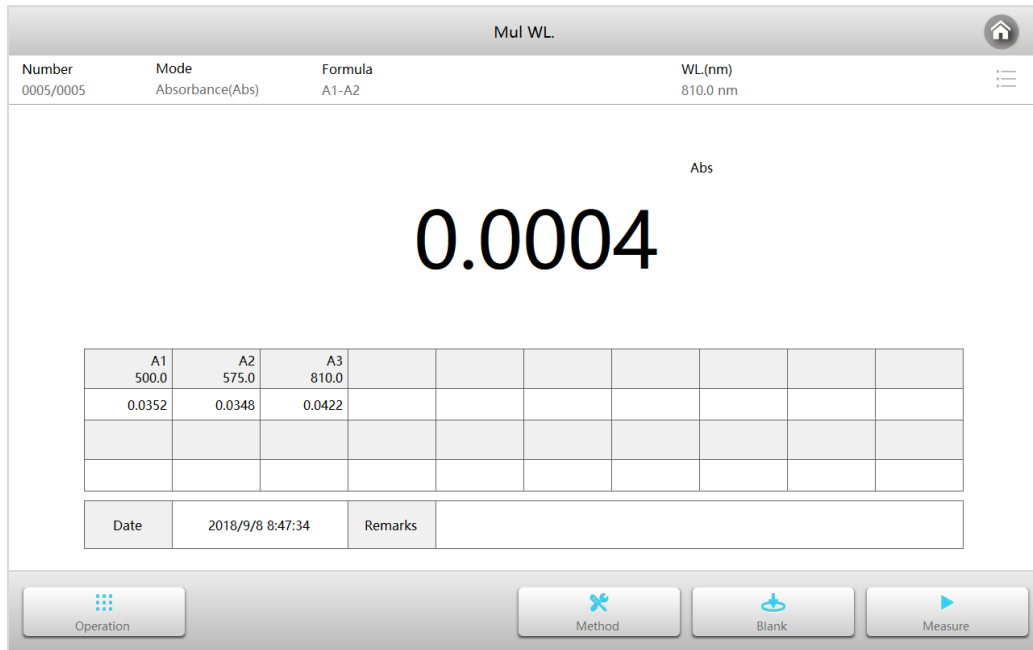 Mul WL.
Number Mode Formula WL.(nm)
0005/0005 Absorbance(Abs) A1-A2 810.0 nm
Abs
0.0004
A1 A2 A3
500.0 575.0 810.0
0.0352 0.0348 0.0422
Date 2018/9/8 8:47:34 Remarks
Operation Method Blank Measure